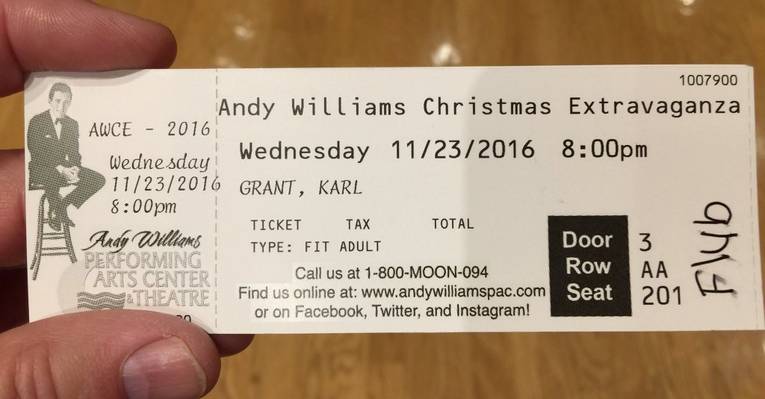 AWCE - 2016
Wednesday
11/23/2016
8:00pm
Andy Williams
PERFORMING
ARTS CENTER
& THEATRE
1007900
Andy Williams Christmas Extravaganza
Wednesday 11/23/2016 8:00pm
GRANT, KARL
TICKET TAX TOTAL
TYPE: FIT ADULT
Call us at 1-800-MOON-094
Find us online at: www.andywilliamspac.com
or on Facebook, Twitter, and Instagram!
Door 3
Row AA
Seat 201